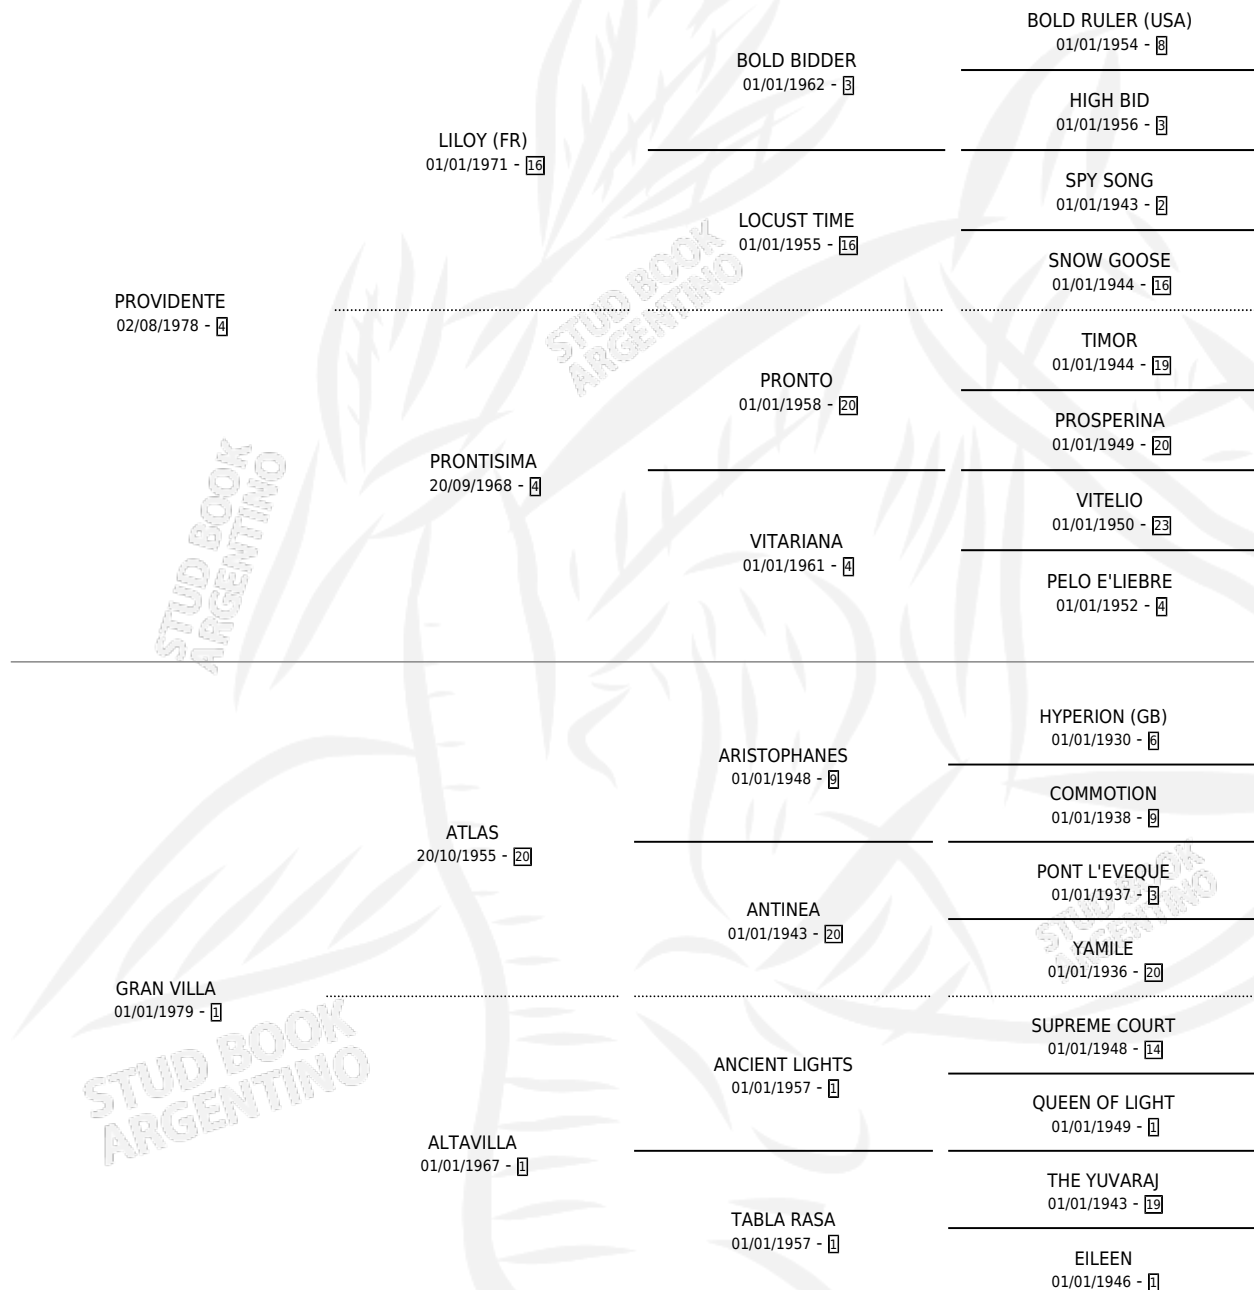 BOLD RULER (USA)
01/01/1954 - 8
BOLD BIDDER
01/01/1962 - 3
HIGH BID
01/01/1956 - 3
LILOY (FR)
01/01/1971 - 16
SPY SONG
01/01/1943 - 2
LOCUST TIME
01/01/1955 - 16
SNOW GOOSE
01/01/1944 - 16
PROVIDENTE
02/08/1978 - 4
TIMOR
01/01/1944 - 19
PRONTO
01/01/1958 - 20
PROSPERINA
01/01/1949 - 20
PRONTISIMA
20/09/1968 - 4
VITELIO
01/01/1950 - 23
VITARIANA
01/01/1961 - 4
PELO E'LIEBRE
01/01/1952 - 4
HYPERION (GB)
01/01/1930 - 6
ARISTOPHANES
01/01/1948 - 9
COMMOTION
01/01/1938 - 9
ATLAS
20/10/1955 - 20
PONT L'EVEQUE
01/01/1937 - 3
ANTINEA
01/01/1943 - 20
YAMILE
01/01/1936 - 20
GRAN VILLA
01/01/1979 - 1
SUPREME COURT
01/01/1948 - 14
ANCIENT LIGHTS
01/01/1957 - 1
QUEEN OF LIGHT
01/01/1949 - 1
ALTAVILLA
01/01/1967 - 1
THE YUVARAJ
01/01/1943 - 19
TABLA RASA
01/01/1957 - 1
EILEEN
01/01/1946 - 1
STUD BOOK
ARGENTINO
STUD BOOK
ARGENTINO
STUD BOOK
ARGENTINO
STUD BOOK
ARGENTINO